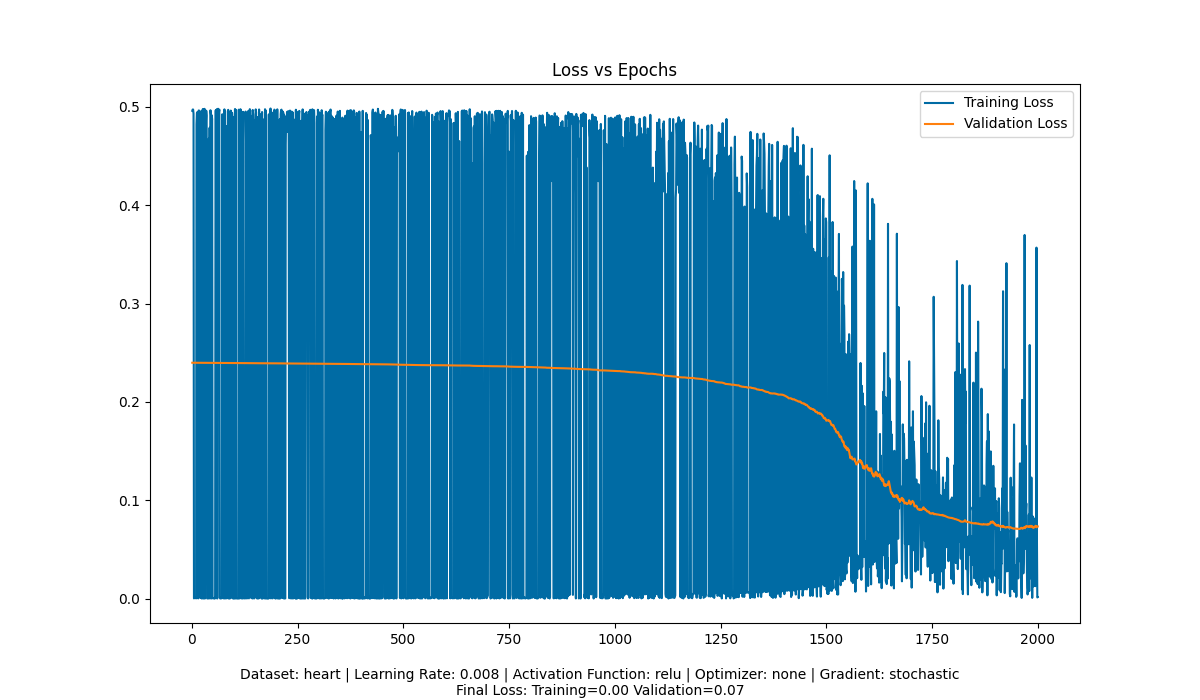 Loss vs Epochs
Training Loss
Validation Loss
0.5
0.4
0.3
0.2
0.1
0.0
0 250 500 750 1000 1250 1500 1750 2000
Dataset: heart | Learning Rate: 0.008 | Activation Function: relu | Optimizer: none | Gradient: stochastic
Final Loss: Training=0.00 Validation=0.07